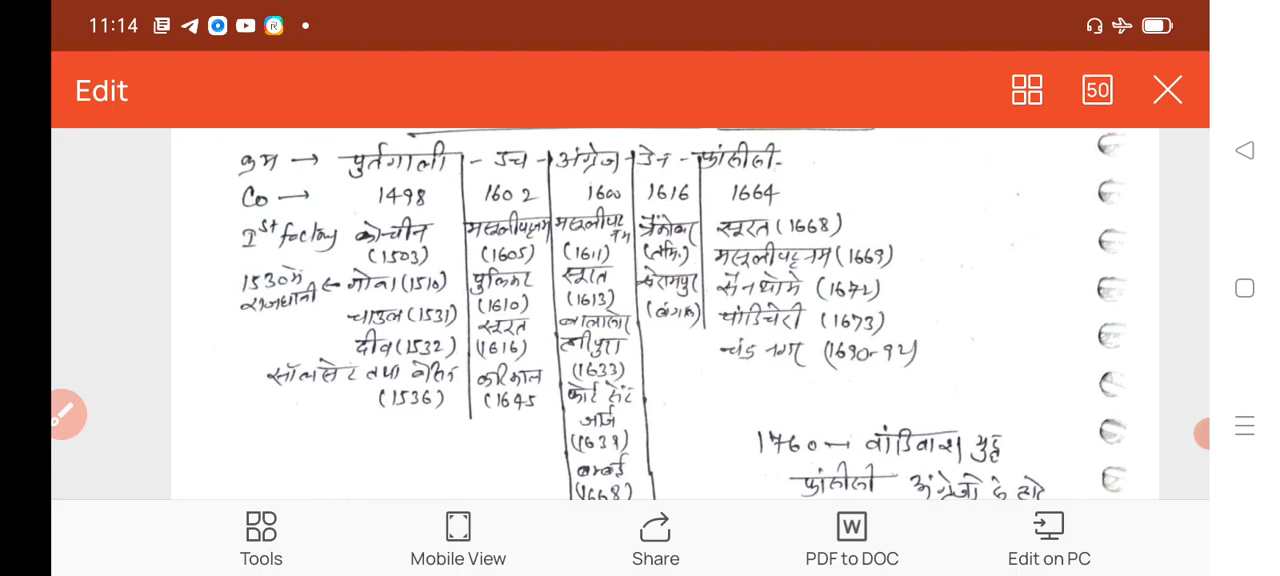 11:14
Edit
50
क्रम → पुर्तगाली - डच - अंग्रेज - डेन - फ्रांसीसी -
Co → 1498 1602 1600 1616 1664
Ist factory कोचीन मसूलीपट्टनम मसूलीपट्टनम त्रैंकोबार सूरत (1668)
(1503) (1605) (1611) (तमि.) मसूलीपट्टनम (1669)
1530 में राजधानी ← गोवा (1510) पुलिकट सूरत सेरामपुर सेनथोमे (1672)
चाउल (1531) (1610) (1613) (बंगाल) पांडिचेरी (1673)
दीव (1532) सूरत (1616) चंद्रनगर (1690-92)
सॉलसेट तथा बेसिन करिकाल (1633)
(1536) (1645 फोर्ट सेंट
जार्ज
(1639) 1760 → वांडिवाश युद्ध
बम्बई फ्रांसीसी अंग्रेजो से हारे
(1668)
Tools Mobile View Share PDF to DOC Edit on PC